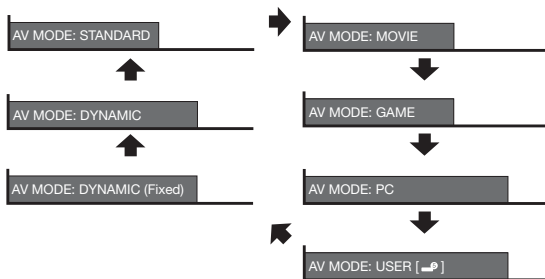 AV MODE: STANDARD
AV MODE: MOVIE
AV MODE: DYNAMIC
AV MODE: GAME
AV MODE: DYNAMIC (Fixed)
AV MODE: PC
AV MODE: USER [ ]